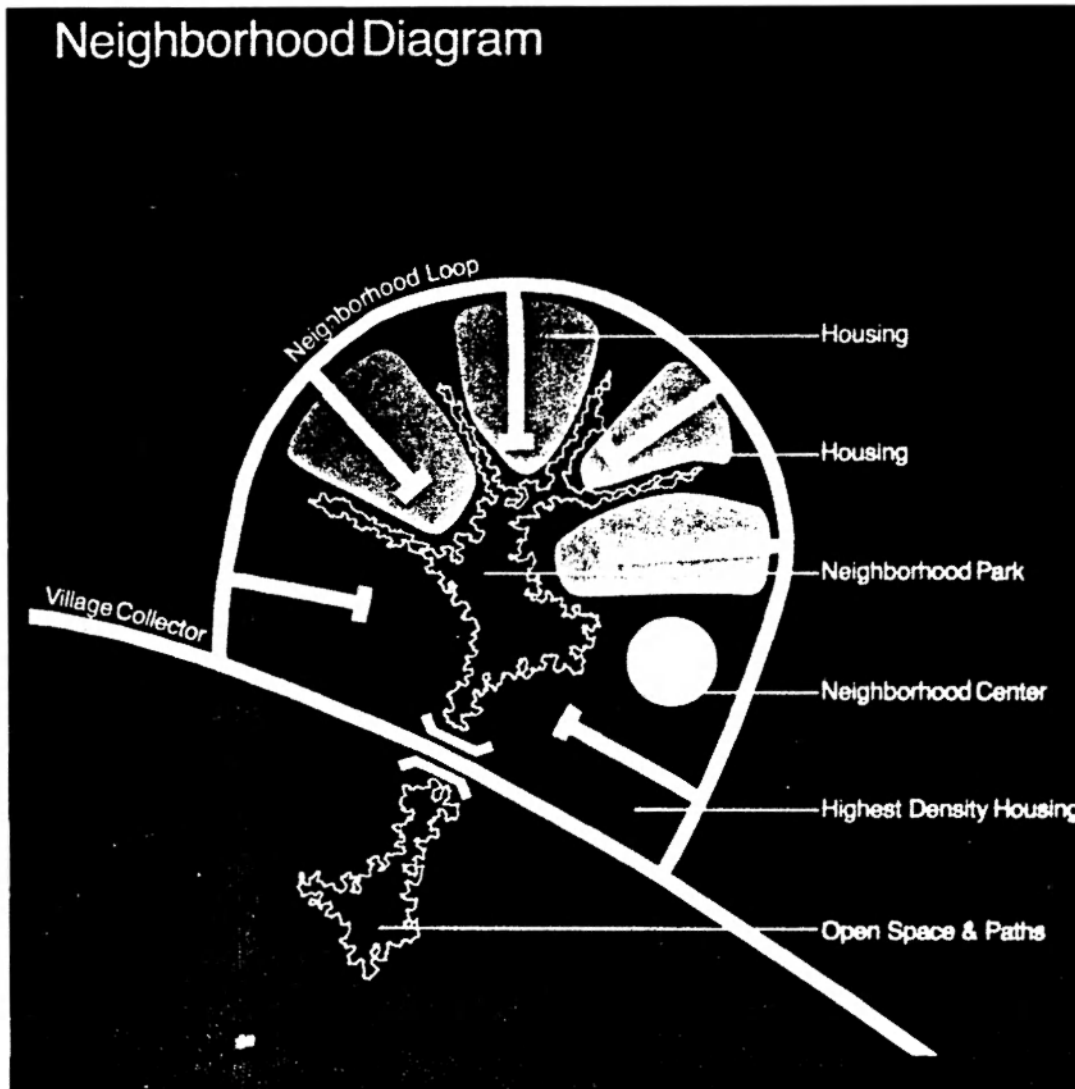 Neighborhood Diagram
Neighborhood Loop
Housing
Housing
Neighborhood Park
Village Collector
Neighborhood Center
Highest Density Housing
Open Space & Paths